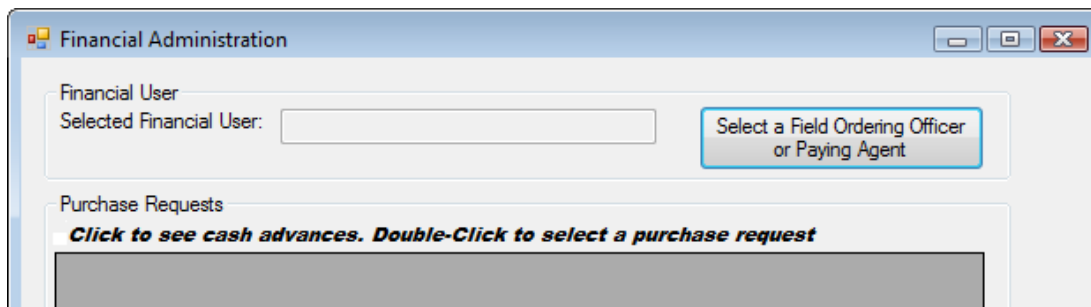 Financial Administration
Financial User
Selected Financial User:
Select a Field Ordering Officer
or Paying Agent
Purchase Requests
Click to see cash advances. Double-Click to select a purchase request